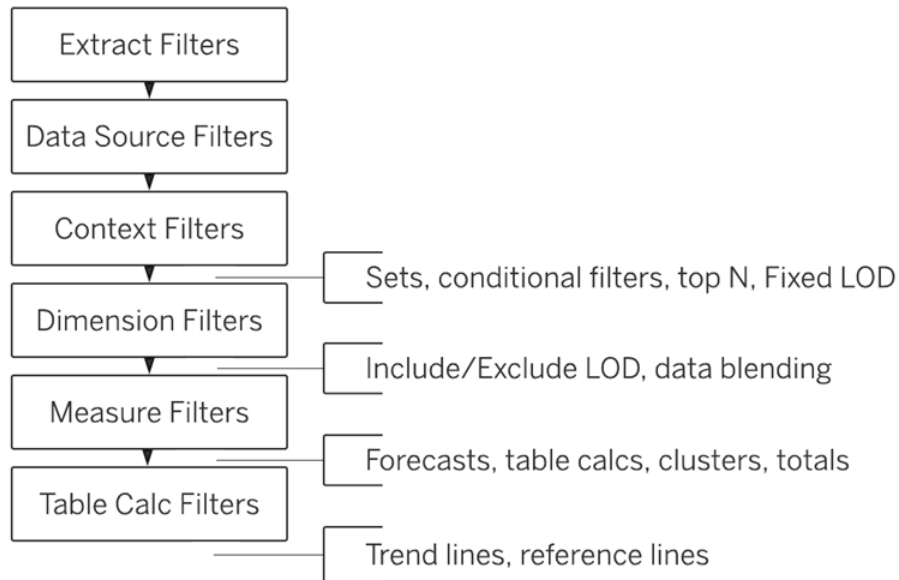 Extract Filters
Data Source Filters
Context Filters
Sets, conditional filters, top N, Fixed LOD
Dimension Filters
Include/Exclude LOD, data blending
Measure Filters
Forecasts, table calcs, clusters, totals
Table Calc Filters
Trend lines, reference lines